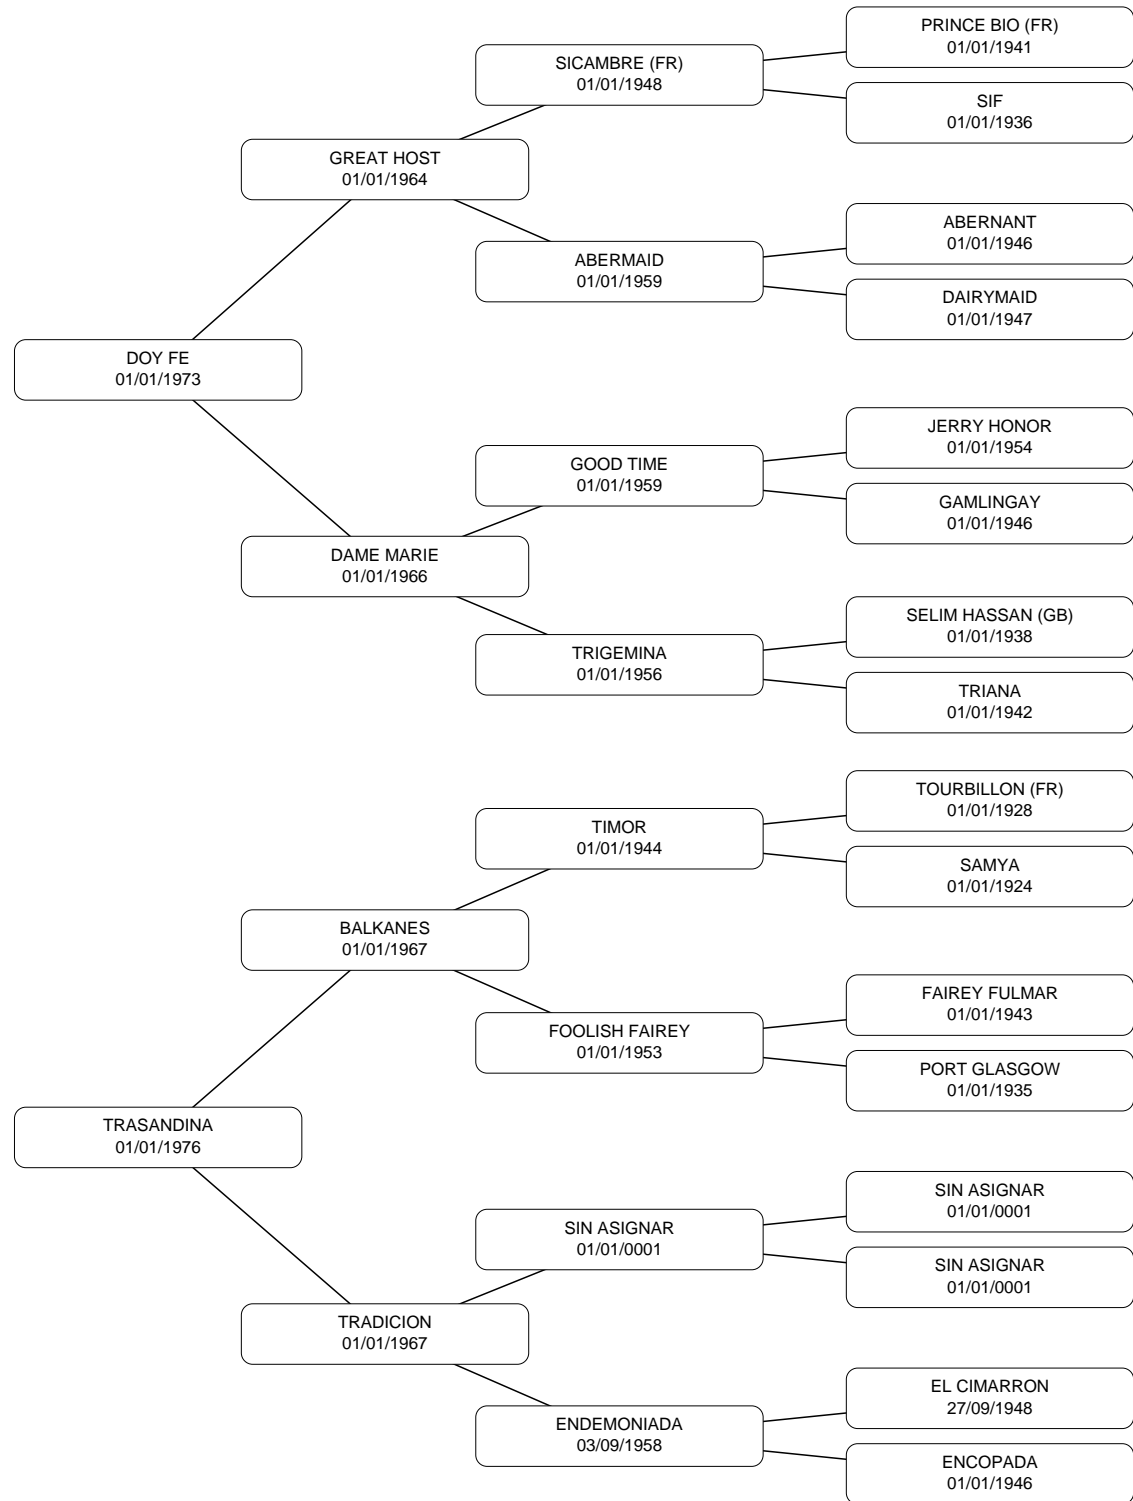 PRINCE BIO (FR)
01/01/1941
SICAMBRE (FR)
01/01/1948
SIF
01/01/1936
GREAT HOST
01/01/1964
ABERNANT
01/01/1946
ABERMAID
01/01/1959
DAIRYMAID
01/01/1947
DOY FE
01/01/1973
JERRY HONOR
01/01/1954
GOOD TIME
01/01/1959
GAMLINGAY
01/01/1946
DAME MARIE
01/01/1966
SELIM HASSAN (GB)
01/01/1938
TRIGEMINA
01/01/1956
TRIANA
01/01/1942
TOURBILLON (FR)
01/01/1928
TIMOR
01/01/1944
SAMYA
01/01/1924
BALKANES
01/01/1967
FAIREY FULMAR
01/01/1943
FOOLISH FAIREY
01/01/1953
PORT GLASGOW
01/01/1935
TRASANDINA
01/01/1976
SIN ASIGNAR
01/01/0001
SIN ASIGNAR
01/01/0001
SIN ASIGNAR
01/01/0001
TRADICION
01/01/1967
EL CIMARRON
27/09/1948
ENDEMONIADA
03/09/1958
ENCOPADA
01/01/1946